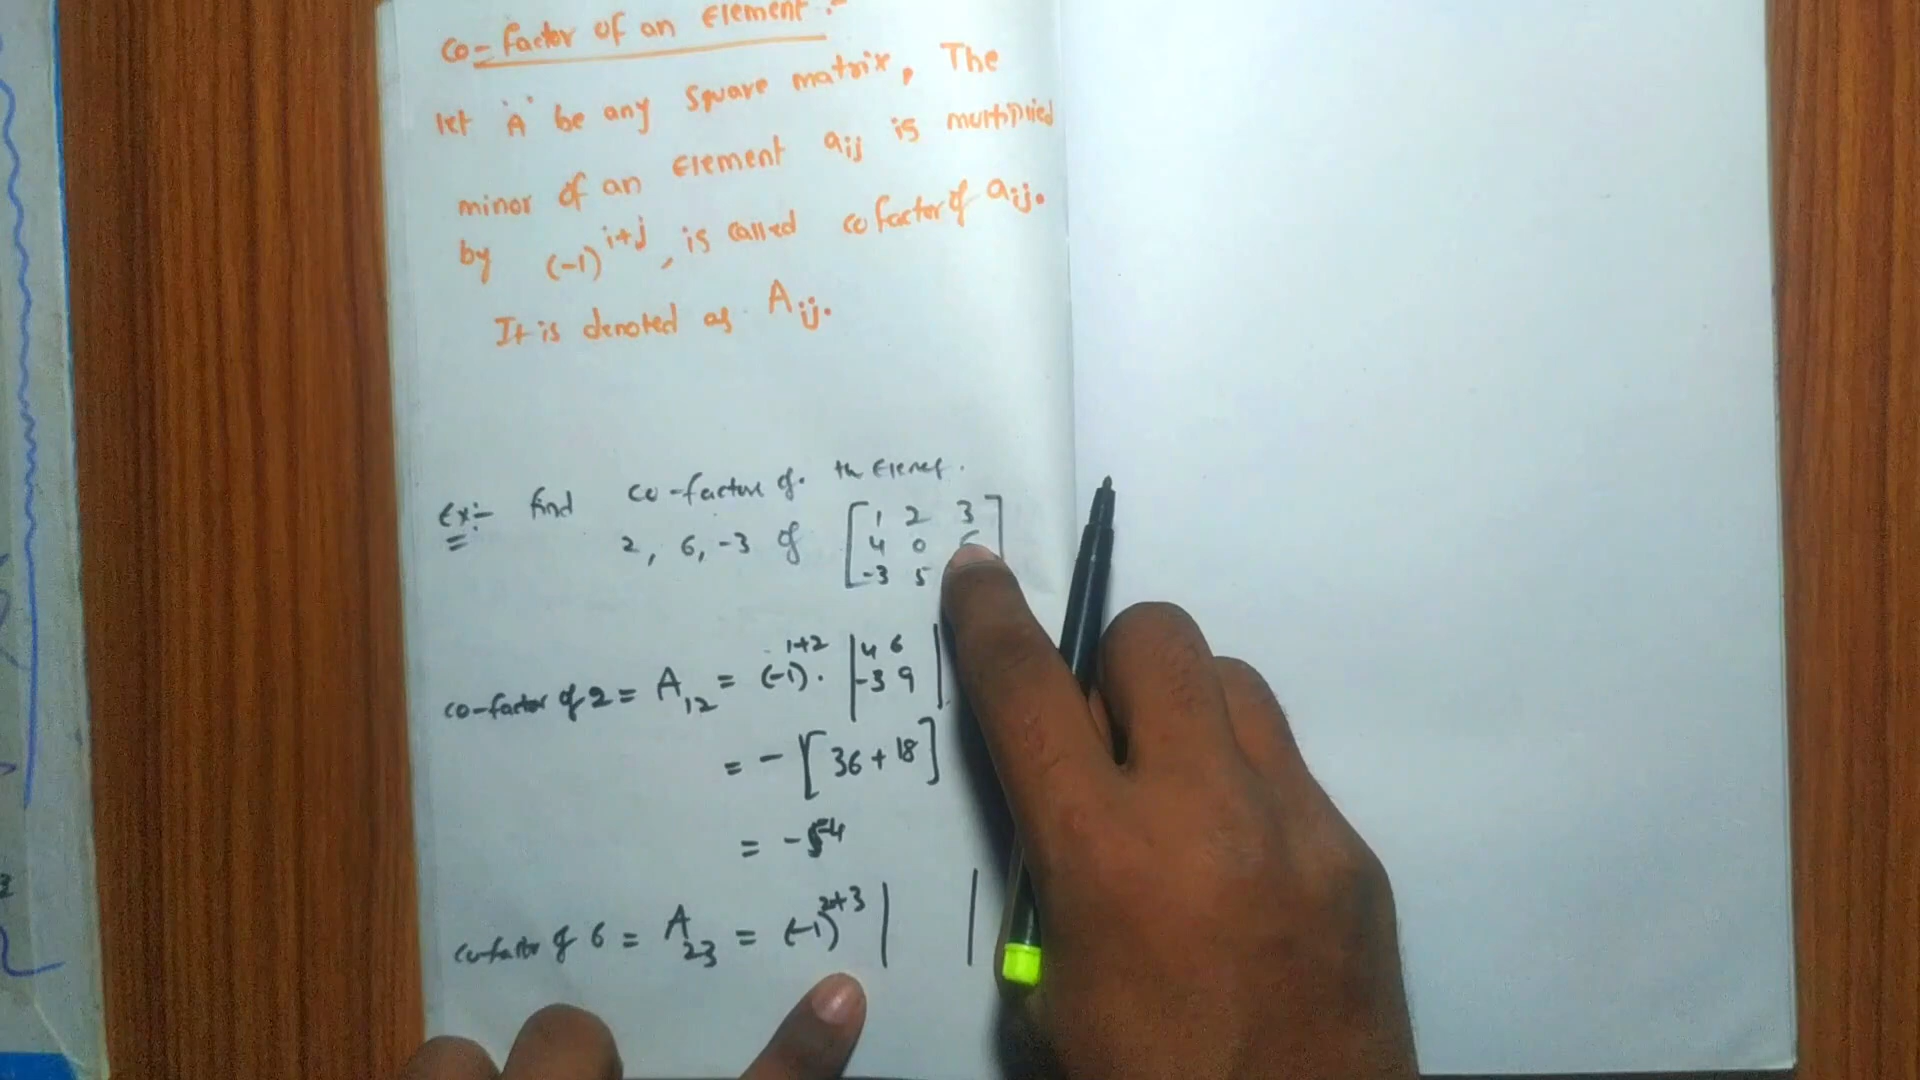 Co-factor of an Element:-
let 'A' be any square matrix, The
minor of an Element aij is multiplied
by (-1)^i+j, is called cofactor of aij.
It is denoted as Aij.
Ex:- find co-factors of. th
2, 6, -3 of [1 2 3
4 0 6
-3 5
co-factor of 2 = A12 = (-1)^1+2 . |4 6
-3 9|
= - [36 + 18]
= -54
co-factor of 6 = A23 = (-1)^2+3 | |